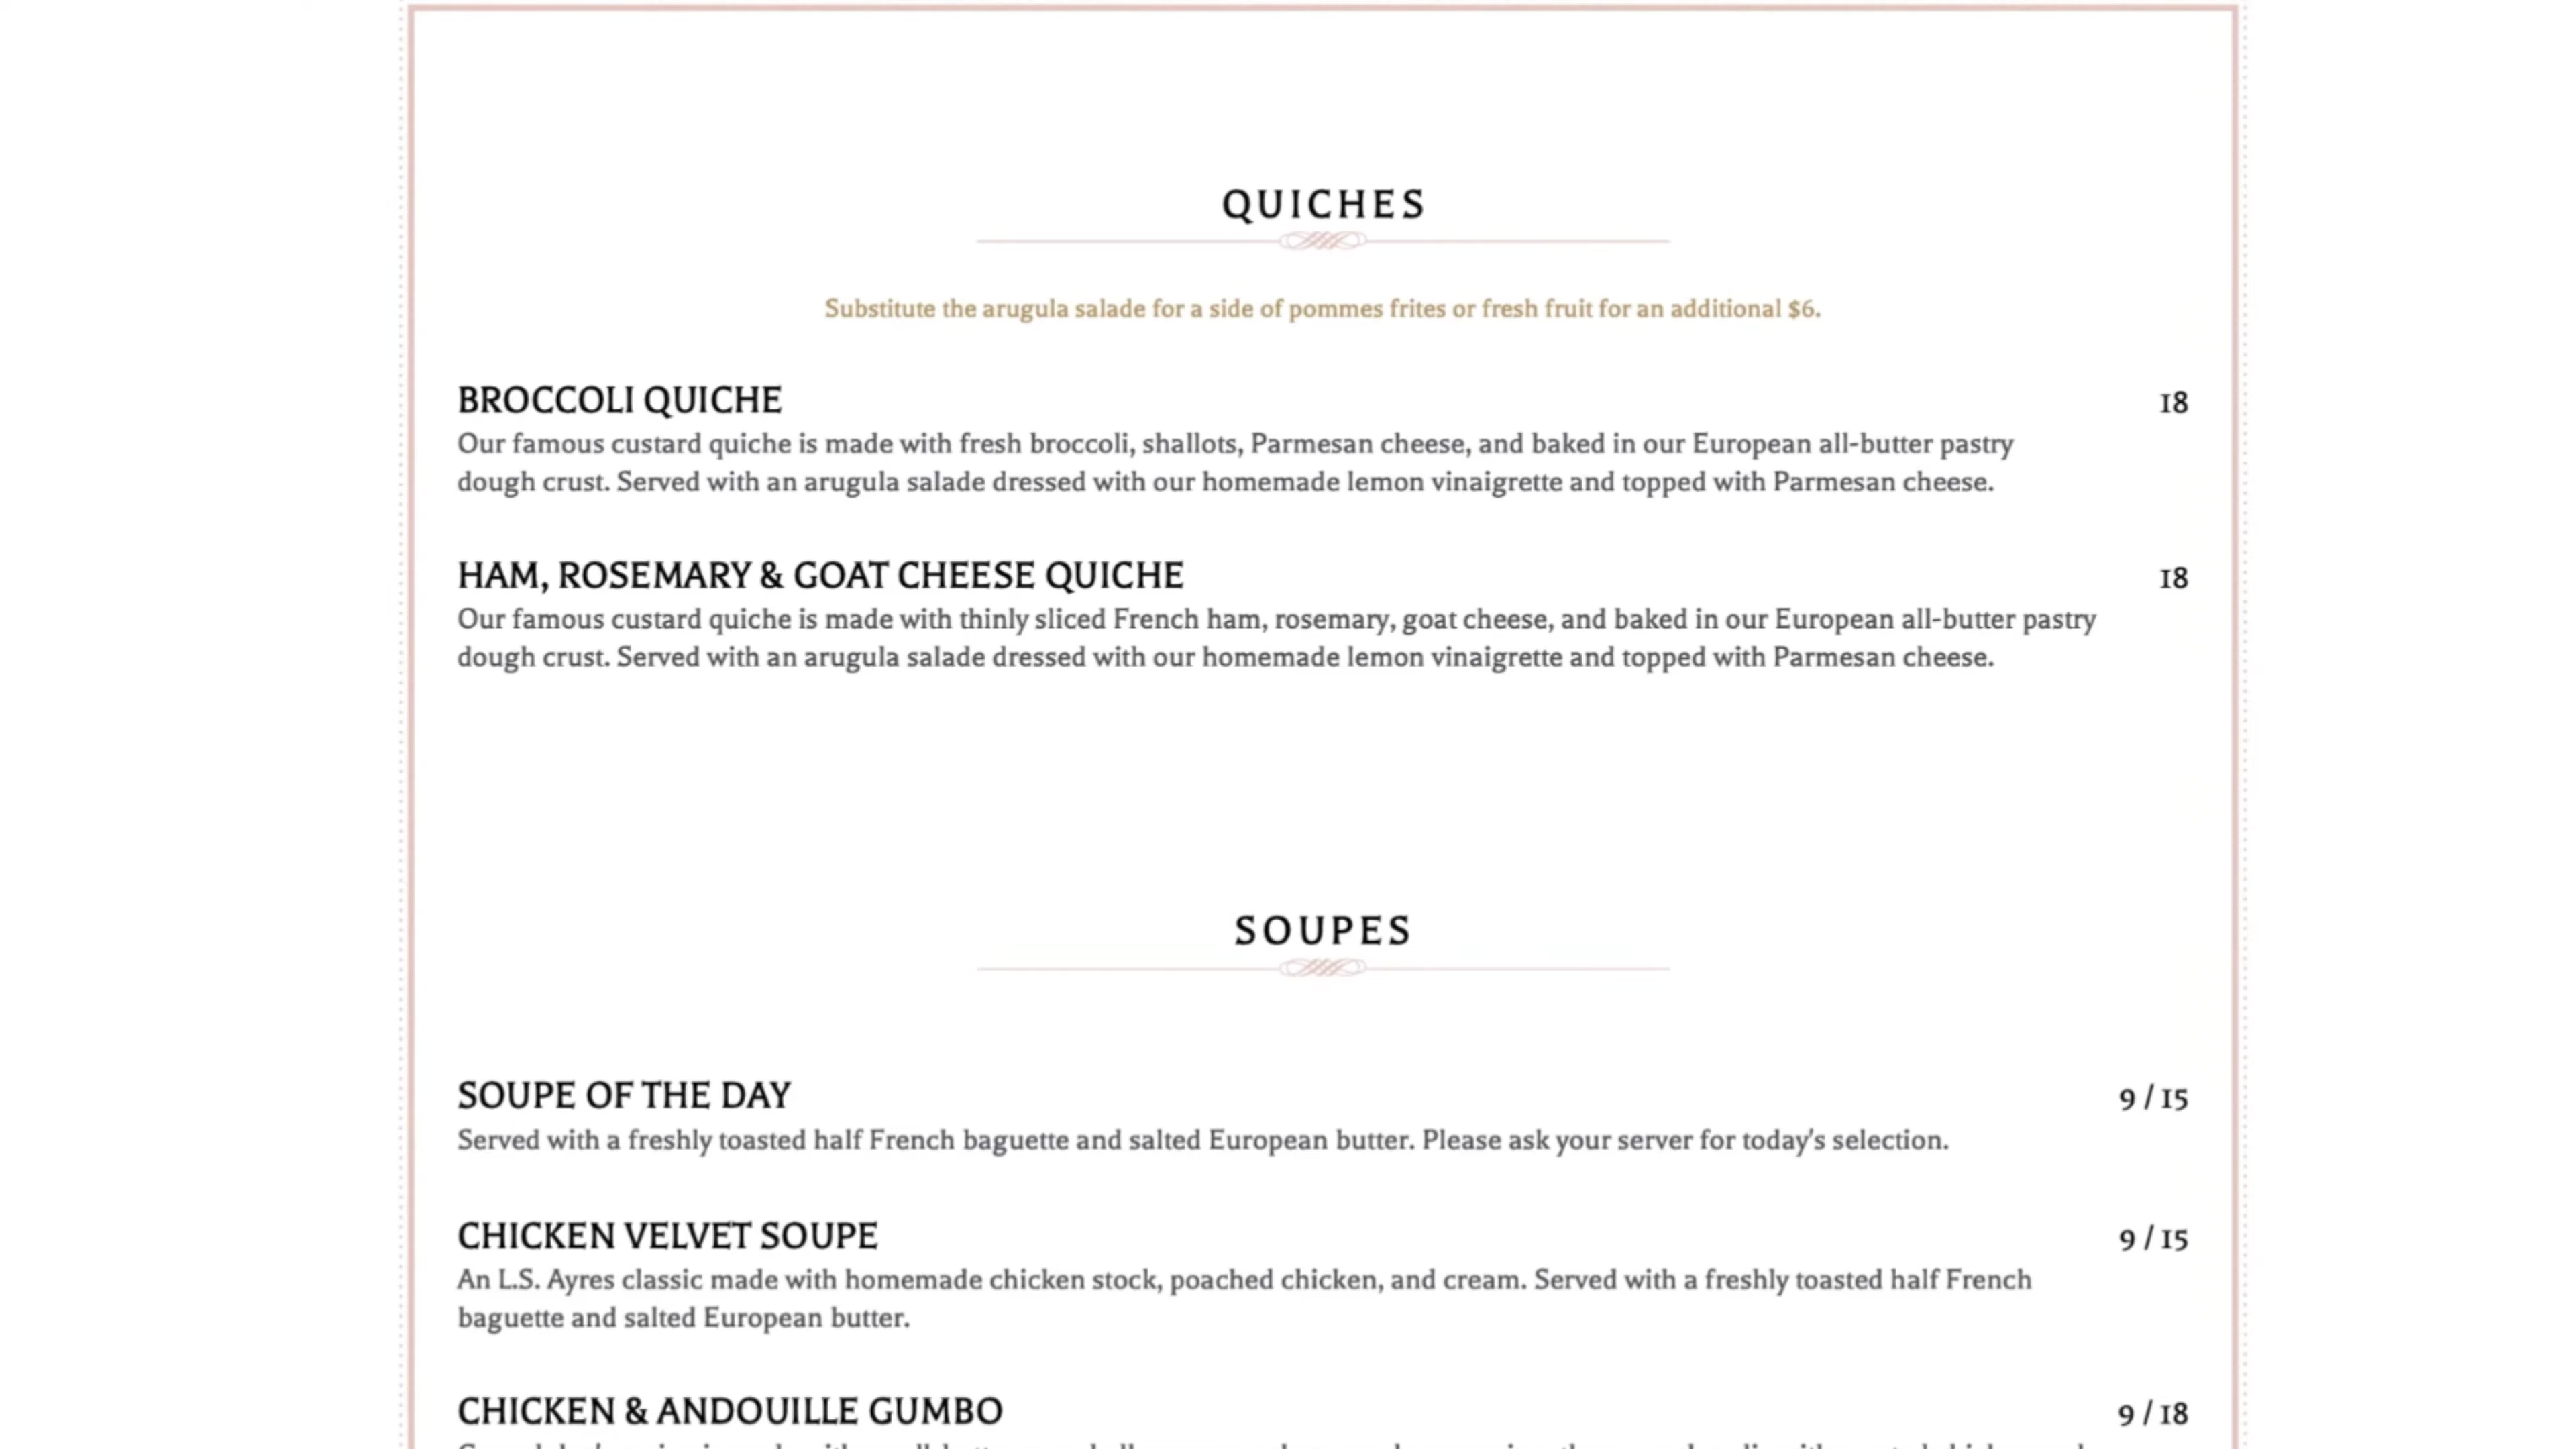 QUICHES
Substitute the arugula salade for a side of pommes frites or fresh fruit for an additional $6.
BROCCOLI QUICHE 18
Our famous custard quiche is made with fresh broccoli, shallots, Parmesan cheese, and baked in our European all-butter pastry
dough crust. Served with an arugula salade dressed with our homemade lemon vinaigrette and topped with Parmesan cheese.
HAM, ROSEMARY & GOAT CHEESE QUICHE 18
Our famous custard quiche is made with thinly sliced French ham, rosemary, goat cheese, and baked in our European all-butter pastry
dough crust. Served with an arugula salade dressed with our homemade lemon vinaigrette and topped with Parmesan cheese.
SOUPES
SOUPE OF THE DAY 9 / 15
Served with a freshly toasted half French baguette and salted European butter. Please ask your server for today's selection.
CHICKEN VELVET SOUPE 9 / 15
An L.S. Ayres classic made with homemade chicken stock, poached chicken, and cream. Served with a freshly toasted half French
baguette and salted European butter.
CHICKEN & ANDOUILLE GUMBO 9 / 18